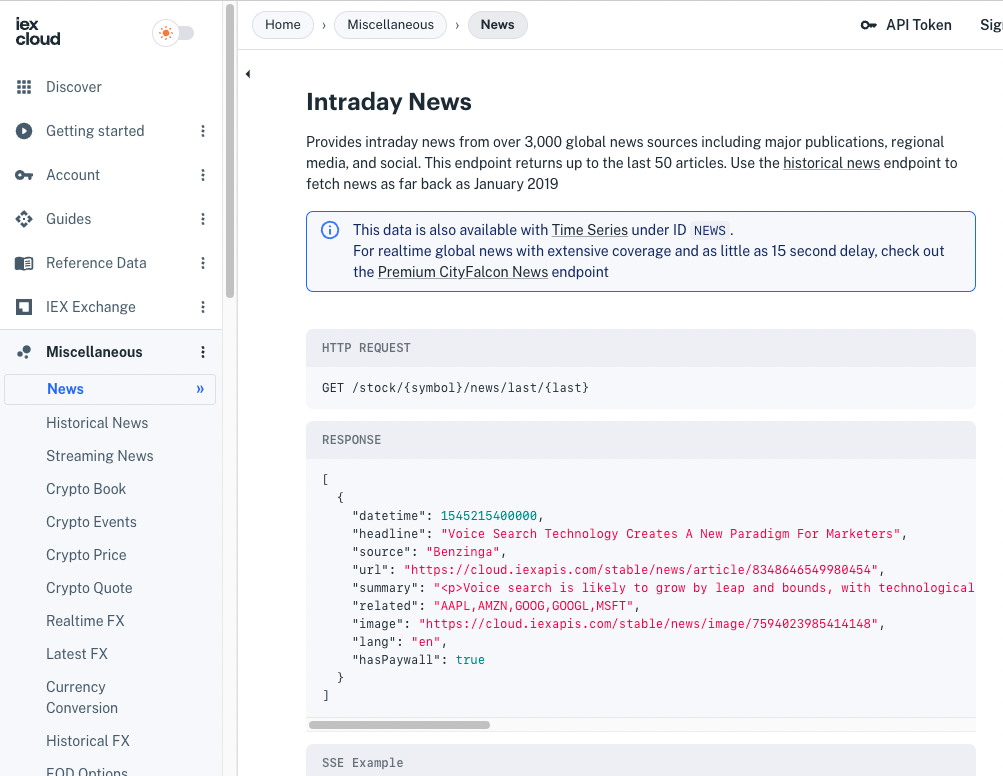 iex
cloud
Discover
Getting started
Account
Guides
Reference Data
IEX Exchange
Miscellaneous
News »
Historical News
Streaming News
Crypto Book
Crypto Events
Crypto Price
Crypto Quote
Realtime FX
Latest FX
Currency
Conversion
Historical FX
EOD Options
Home › Miscellaneous › News
API Token
Sig
Intraday News
Provides intraday news from over 3,000 global news sources including major publications, regional
media, and social. This endpoint returns up to the last 50 articles. Use the historical news endpoint to
fetch news as far back as January 2019
This data is also available with Time Series under ID NEWS .
For realtime global news with extensive coverage and as little as 15 second delay, check out
the Premium CityFalcon News endpoint
HTTP REQUEST
GET /stock/{symbol}/news/last/{last}
RESPONSE
[
{
"datetime": 1545215400000,
"headline": "Voice Search Technology Creates A New Paradigm For Marketers",
"source": "Benzinga",
"url": "https://cloud.iexapis.com/stable/news/article/8348646549980454",
"summary": "<p>Voice search is likely to grow by leap and bounds, with technological
"related": "AAPL,AMZN,GOOG,GOOGL,MSFT",
"image": "https://cloud.iexapis.com/stable/news/image/7594023985414148",
"lang": "en",
"hasPaywall": true
}
]
SSE Example